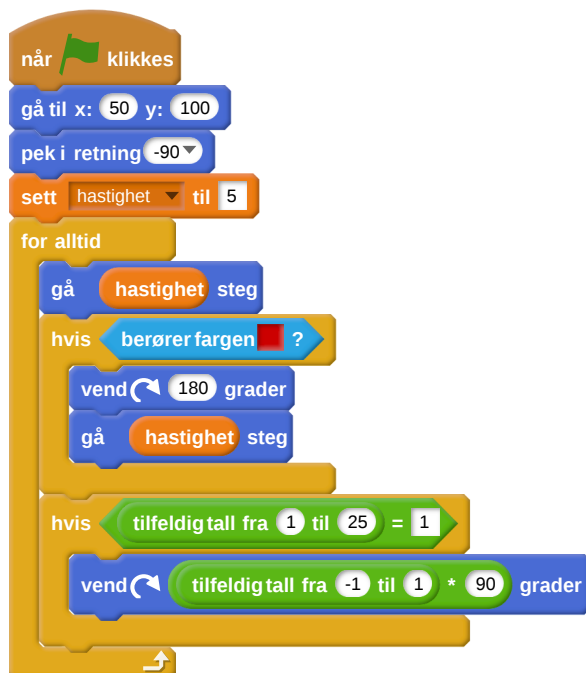 når klikkes
gå til x: 50 y: 100
pek i retning -90
sett hastighet til 5
for alltid
gå hastighet steg
hvis berører fargen ?
vend 180 grader
gå hastighet steg
hvis tilfeldig tall fra 1 til 25 = 1
vend tilfeldig tall fra -1 til 1 * 90 grader